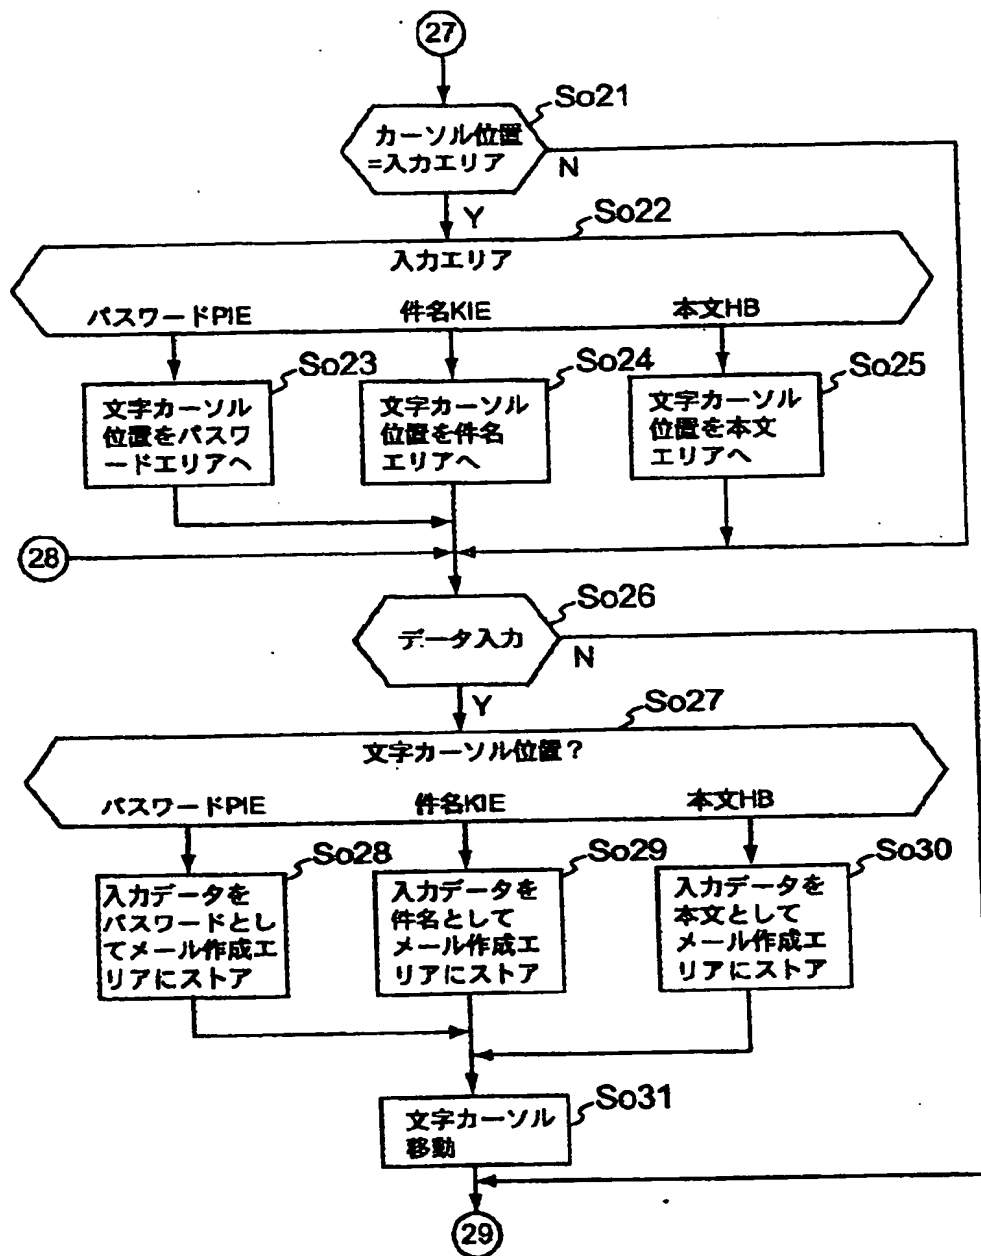 27
So21
カーソル位置
=入力エリア
N
Y
So22
入力エリア
パスワードPIE
件名KIE
本文HB
So23
So24
So25
文字カーソル
位置をパスワ
ードエリアへ
文字カーソル
位置を件名
エリアへ
文字カーソル
位置を本文
エリアへ
28
So26
データ入力
N
Y
So27
文字カーソル位置?
パスワードPIE
件名KIE
本文HB
So28
So29
So30
入力データを
パスワードとし
てメール作成エ
リアにストア
入力データを
件名として
メール作成エ
リアにストア
入力データを
本文として
メール作成エ
リアにストア
So31
文字カーソル
移動
29